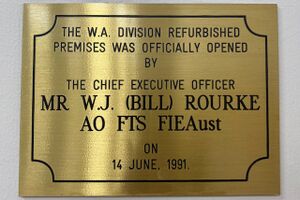 THE W.A. DIVISION REFURBISHED
PREMISES WAS OFFICIALLY OPENED
BY
THE CHIEF EXECUTIVE OFFICER
MR W.J. (BILL) ROURKE
AO FTS FIEAust
ON
14 JUNE, 1991.